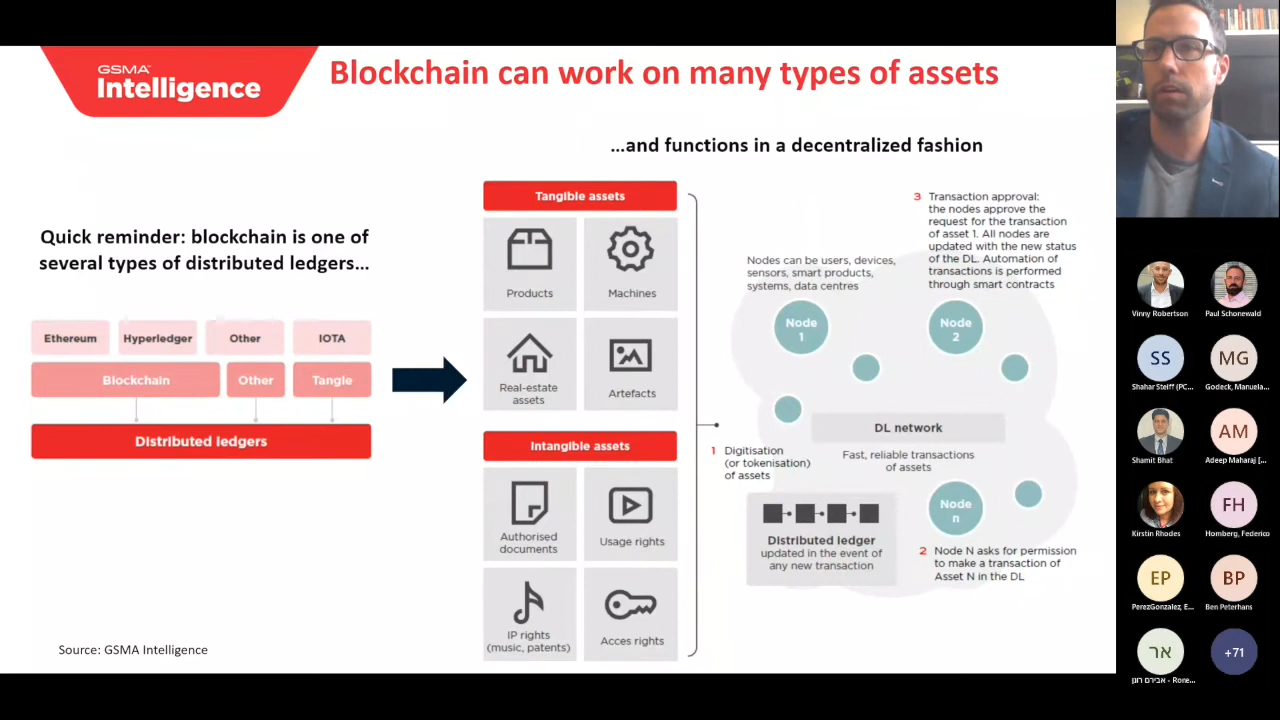 GSMA™
Intelligence
Blockchain can work on many types of assets
...and functions in a decentralized fashion
Quick reminder: blockchain is one of
several types of distributed ledgers...
Ethereum
Hyperledger
Other
IOTA
Blockchain
Other
Tangle
Distributed ledgers
Tangible assets
Products
Machines
Real-estate
assets
Artefacts
Intangible assets
Authorised
documents
Usage rights
IP rights
(music, patents)
Acces rights
1 Digitisation
(or tokenisation)
of assets
Nodes can be users, devices,
sensors, smart products,
systems, data centres
Node
1
Node
2
3 Transaction approval:
the nodes approve the
request for the transaction
of asset 1. All nodes are
updated with the new status
of the DL. Automation of
transactions is performed
through smart contracts
DL network
Fast, reliable transactions
of assets
Node
n
Distributed ledger
updated in the event of
any new transaction
2 Node N asks for permission
to make a transaction of
Asset N in the DL
Source: GSMA Intelligence
Vinny Robertson
Paul Schonewald
SS
Shahar Steiff (PC...
MG
Godeck, Manuela...
Shamit Bhat
AM
Adeep Maharaj [...
Kirstin Rhodes
FH
Homberg, Federico
EP
PerezGonzalez, E...
BP
Ben Peterhans
אר
אבירם רונן - Rone...
+71